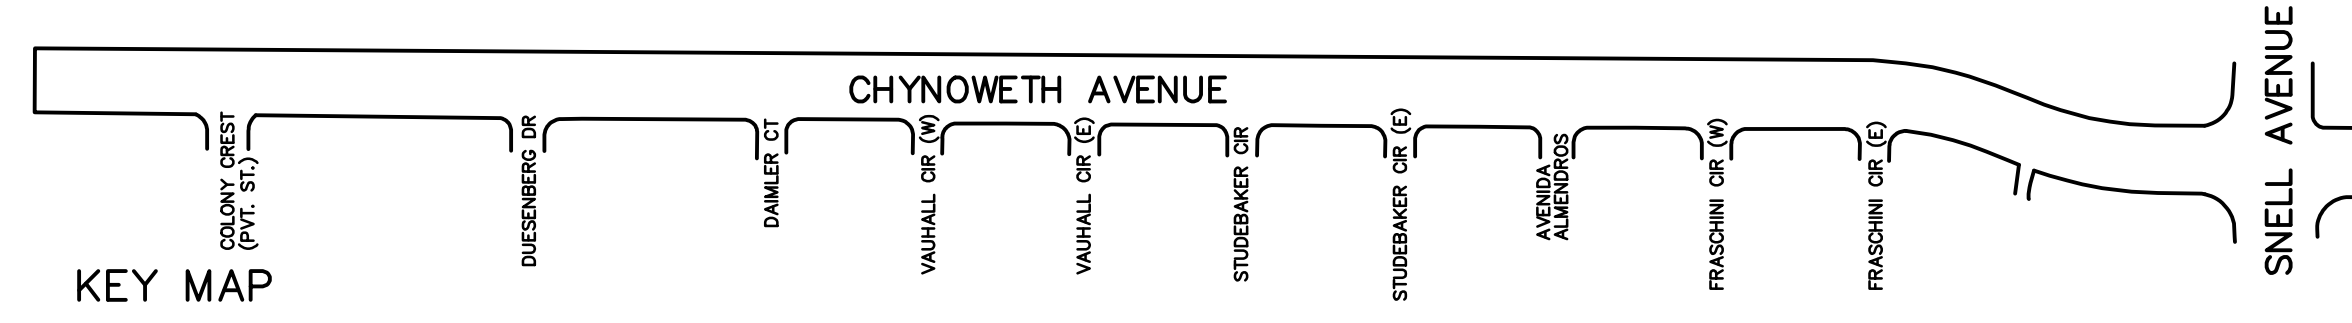 CHYNOWETH AVENUE
COLONY CREST
(PVT. ST.)
DUESENBERG DR
DAIMLER CT
VAUHALL CIR (W)
VAUHALL CIR (E)
STUDEBAKER CIR
STUDEBAKER CIR (E)
AVENIDA
ALMENDROS
FRASCHINI CIR (W)
FRASCHINI CIR (E)
SNELL AVENUE
KEY MAP